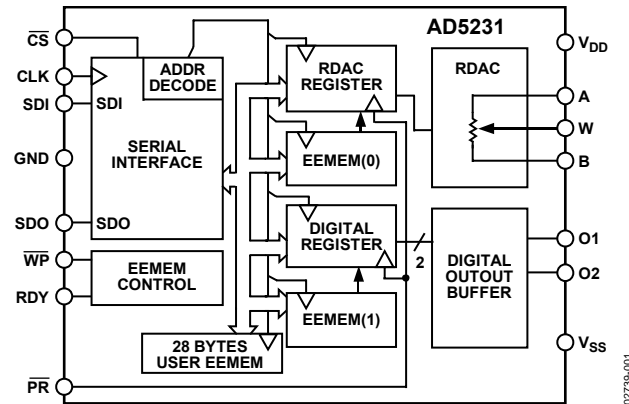 AD5231
CS
CLK
SDI
GND
SDO
WP
RDY
PR
SDI
SERIAL
INTERFACE
SDO
ADDR
DECODE
EEMEM
CONTROL
28 BYTES
USER EEMEM
RDAC
REGISTER
EEMEM(0)
DIGITAL
REGISTER
EEMEM(1)
2
RDAC
DIGITAL
OUTOUT
BUFFER
VDD
A
W
B
O1
O2
VSS
02739-001